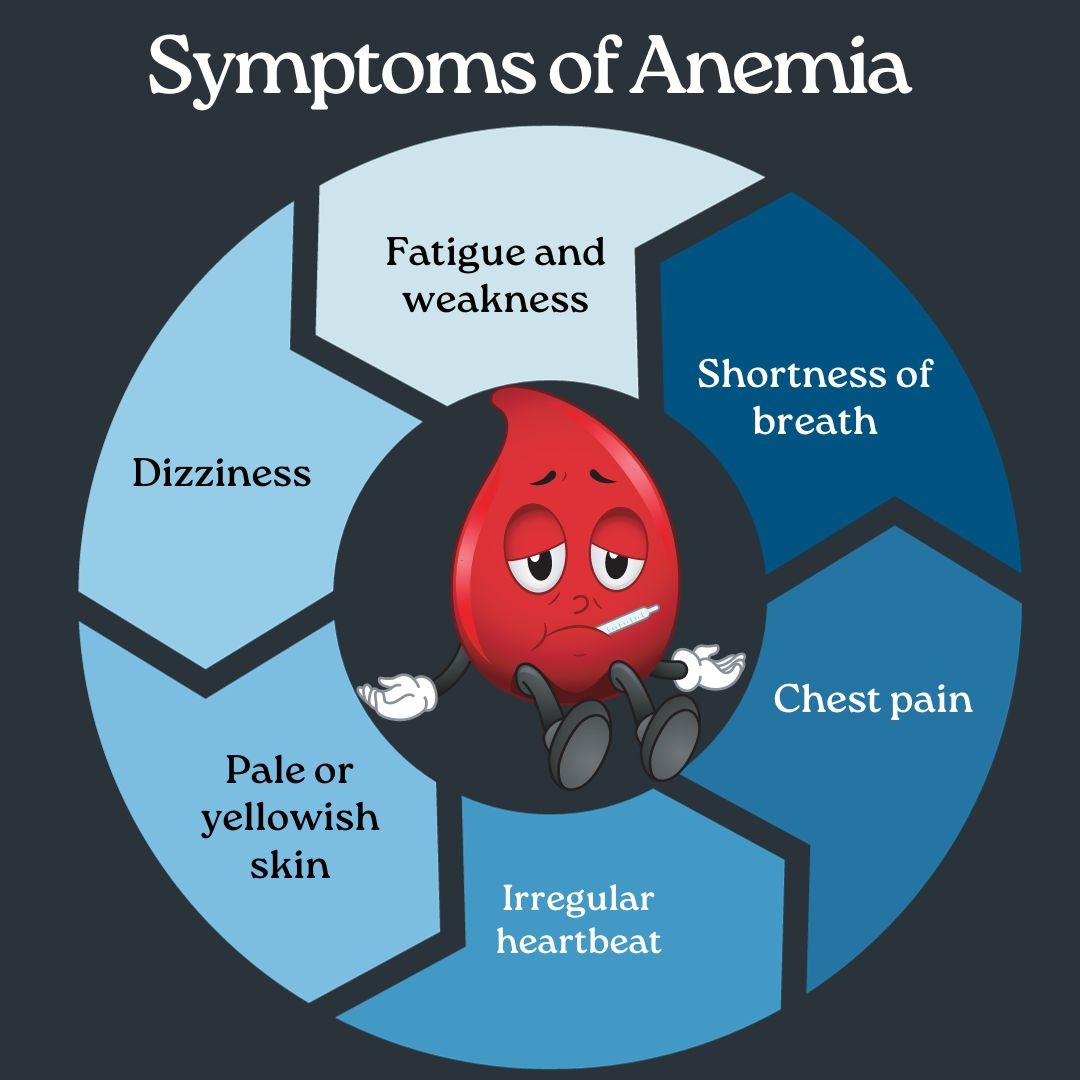 Symptoms of Anemia
Fatigue and
weakness
Shortness of
breath
Chest pain
Irregular
heartbeat
Pale or
yellowish
skin
Dizziness